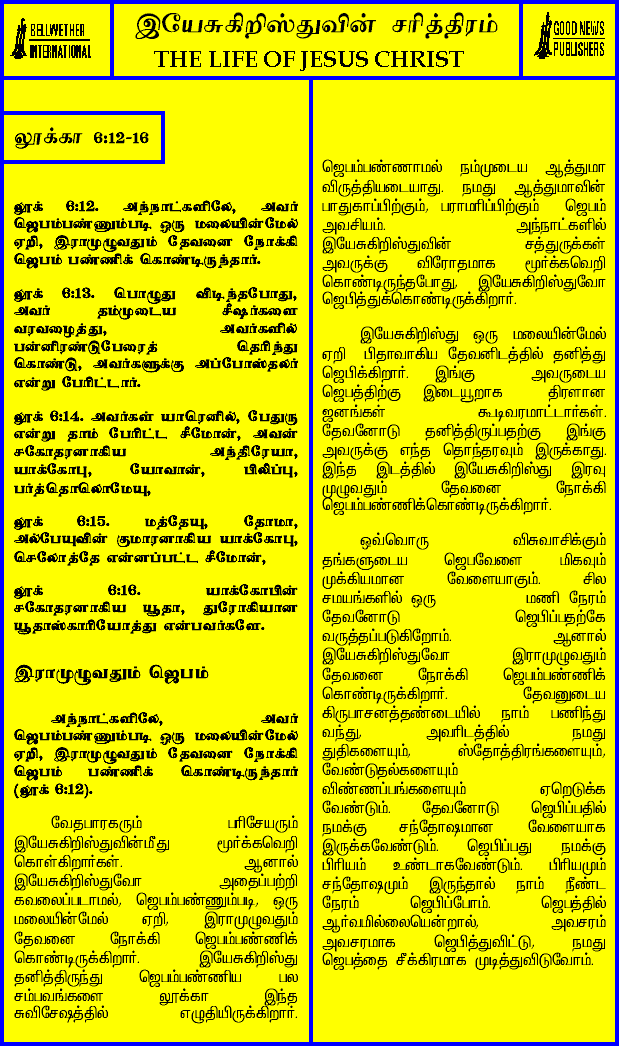 BELLWETHER
INTERNATIONAL
இயேசுகிறிஸ்துவின் சரித்திரம்
THE LIFE OF JESUS CHRIST
GOOD NEWS
PUBLISHERS
லூக்கா 6:12-16
லூக் 6:12. அந்நாட்களிலே, அவர்
ஜெபம்பண்ணும்படி ஒரு மலையின்மேல்
ஏறி, இராமுழுவதும் தேவனை நோக்கி
ஜெபம் பண்ணிக் கொண்டிருந்தார்.
லூக் 6:13. பொழுது விடிந்தபோது,
அவர் தம்முடைய சீஷர்களை
வரவழைத்து, அவர்களில்
பன்னிரண்டுபேரைத் தெரிந்து
கொண்டு, அவர்களுக்கு அப்போஸ்தலர்
என்று பேரிட்டார்.
லூக் 6:14. அவர்கள் யாரெனில், பேதுரு
என்று தாம் பேரிட்ட சீமோன், அவன்
சகோதரனாகிய அந்திரேயா,
யாக்கோபு, யோவான், பிலிப்பு,
பர்த்தொலொமேயு,
லூக் 6:15. மத்தேயு, தோமா,
அல்பேயுவின் குமாரனாகிய யாக்கோபு,
செலோத்தே என்னப்பட்ட சீமோன்,
லூக் 6:16. யாக்கோபின்
சகோதரனாகிய யூதா, துரோகியான
யூதாஸ்காரியோத்து என்பவர்களே.
இராமுழுவதும் ஜெபம்
அந்நாட்களிலே, அவர்
ஜெபம்பண்ணும்படி ஒரு மலையின்மேல்
ஏறி, இராமுழுவதும் தேவனை நோக்கி
ஜெபம் பண்ணிக் கொண்டிருந்தார்
(லூக் 6:12).
வேதபாரகரும் பரிசேயரும்
இயேசுகிறிஸ்துவின்மீது மூர்க்கவெறி
கொள்கிறார்கள். ஆனால்
இயேசுகிறிஸ்துவோ அதைப்பற்றி
கவலைப்படாமல், ஜெபம்பண்ணும்படி, ஒரு
மலையின்மேல் ஏறி, இராமுழுவதும்
தேவனை நோக்கி ஜெபம்பண்ணிக்
கொண்டிருக்கிறார். இயேசுகிறிஸ்து
தனித்திருந்து ஜெபம்பண்ணிய பல
சம்பவங்களை லூக்கா இந்த
சுவிசேஷத்தில் எழுதியிருக்கிறார்.
ஜெபம்பண்ணாமல் நம்முடைய ஆத்துமா
விருத்தியடையாது. நமது ஆத்துமாவின்
பாதுகாப்பிற்கும், பராமரிப்பிற்கும் ஜெபம்
அவசியம். அந்நாட்களில்
இயேசுகிறிஸ்துவின் சத்துருக்கள்
அவருக்கு விரோதமாக மூர்க்கவெறி
கொண்டிருந்தபோது, இயேசுகிறிஸ்துவோ
ஜெபித்துக்கொண்டிருக்கிறார்.
இயேசுகிறிஸ்து ஒரு மலையின்மேல்
ஏறி பிதாவாகிய தேவனிடத்தில் தனித்து
ஜெபிக்கிறார். இங்கு அவருடைய
ஜெபத்திற்கு இடையூறாக திரளான
ஜனங்கள் கூடிவரமாட்டார்கள்.
தேவனோடு தனித்திருப்பதற்கு இங்கு
அவருக்கு எந்த தொந்தரவும் இருக்காது.
இந்த இடத்தில் இயேசுகிறிஸ்து இரவு
முழுவதும் தேவனை நோக்கி
ஜெபம்பண்ணிக்கொண்டிருக்கிறார்.
ஒவ்வொரு விசுவாசிக்கும்
தங்களுடைய ஜெபவேளை மிகவும்
முக்கியமான வேளையாகும். சில
சமயங்களில் ஒரு மணி நேரம்
தேவனோடு ஜெபிப்பதற்கே
வருத்தப்படுகிறோம். ஆனால்
இயேசுகிறிஸ்துவோ இராமுழுவதும்
தேவனை நோக்கி ஜெபம்பண்ணிக்
கொண்டிருக்கிறார். தேவனுடைய
கிருபாசனத்தண்டையில் நாம் பணிந்து
வந்து, அவரிடத்தில் நமது
துதிகளையும், ஸ்தோத்திரங்களையும்,
வேண்டுதல்களையும்
விண்ணப்பங்களையும் ஏறெடுக்க
வேண்டும். தேவனோடு ஜெபிப்பதில்
நமக்கு சந்தோஷமான வேளையாக
இருக்கவேண்டும். ஜெபிப்பது நமக்கு
பிரியம் உண்டாகவேண்டும். பிரியமும்
சந்தோஷமும் இருந்தால் நாம் நீண்ட
நேரம் ஜெபிப்போம். ஜெபத்தில்
ஆர்வமில்லையென்றால், அவசரம்
அவசரமாக ஜெபித்துவிட்டு, நமது
ஜெபத்தை சீக்கிரமாக முடித்துவிடுவோம்.